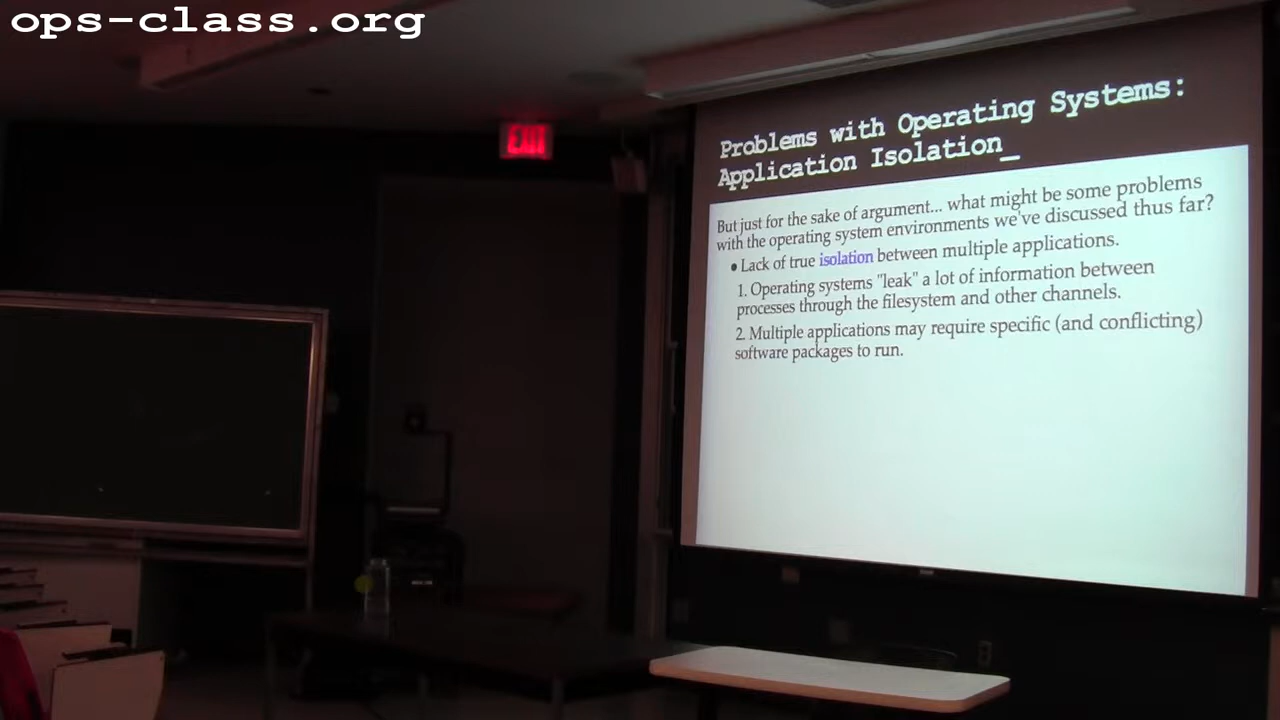 ops-class.org
EXIT
Problems with Operating Systems:
Application Isolation_
But just for the sake of argument... what might be some problems
with the operating system environments we've discussed thus far?
• Lack of true isolation between multiple applications.
1. Operating systems "leak" a lot of information between
processes through the filesystem and other channels.
2. Multiple applications may require specific (and conflicting)
software packages to run.